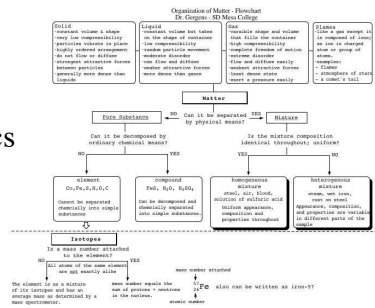 Organization of Matter - Flowchart
Dr. Gergens - SD Mesa College
Solid
-constant volume & shape
-very low compressibility
-particles vibrate in place
-highly ordered arrangement
-do not flow or diffuse
-strongest attractive forces
between particles
-generally more dense than
liquids
Liquid
-constant volume but takes
on the shape of container
-low compressibility
-random particle movement
-moderate disorder
-can flow and diffuse
-weaker attractive forces
-more dense than gases
Gas
-variable shape and volume
that fills the container
-high compressibility
-complete freedom of motion
-extreme disorder
-flow and diffuse easily
-weakest attractive forces
-least dense state
-exert a pressure easily
Plasma
-like a gas except it
is composed of ions;
an ion is charged
atom or group of
atoms.
-examples:
- flames
- atmosphere of stars
- a comet's tail
Matter
Pure Substance
NO
Can it be separated
by physical means?
YES
Mixture
Can it be decomposed by
ordinary chemical means?
Is the mixture composition
identical throughout; uniform?
NO
YES
YES
NO
es
element
Co,Fe,S,H,O,C
Cannot be separated
chemically into simple
substances
compound
FeS, H2O, H2SO4
Can be decomposed and
chemically separated
into simple substances.
homogeneous
mixture
steel, air, blood,
solution of sulfuric acid
Uniform appearance,
composition and
properties throughout
heterogenous
mixture
steam, wet iron,
rust on steel
Appearance, composition,
and properties are variable
in different parts of the
sample
Isotopes
Is a mass number attached
to the element?
NO
YES
All atoms of the same element
are not exactly alike
The element is as a mixture
of its isotopes and has an
average mass as determined by a
mass spectrometer.
mass number equals the
sum of protons + neutrons
in the nucleus.
mass number attached
57
26
Fe
also can be written as iron-57
atomic number